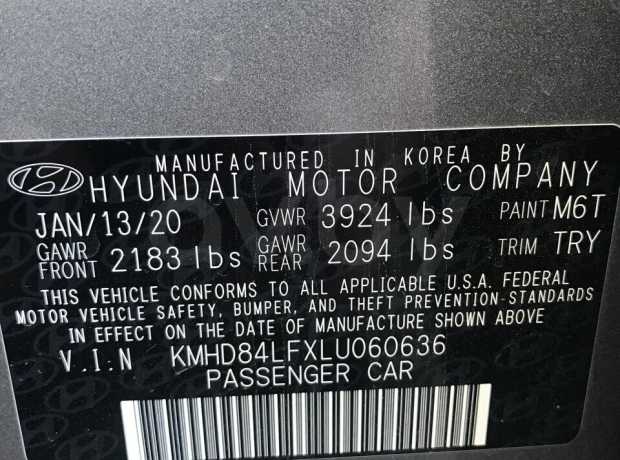 MANUFACTURED IN KOREA BY
HYUNDAI MOTOR COMPANY
JAN/13/20 GVWR 3924 lbs PAINT M6T
GAWR FRONT 2183 lbs GAWR REAR 2094 lbs TRIM TRY
THIS VEHICLE CONFORMS TO ALL APPLICABLE U.S.A. FEDERAL
MOTOR VEHICLE SAFETY, BUMPER, AND THEFT PREVENTION-STANDARDS
IN EFFECT ON THE DATE OF MANUFACTURE SHOWN ABOVE
V.I:N KMHD84LFXLU060636
PASSENGER CAR